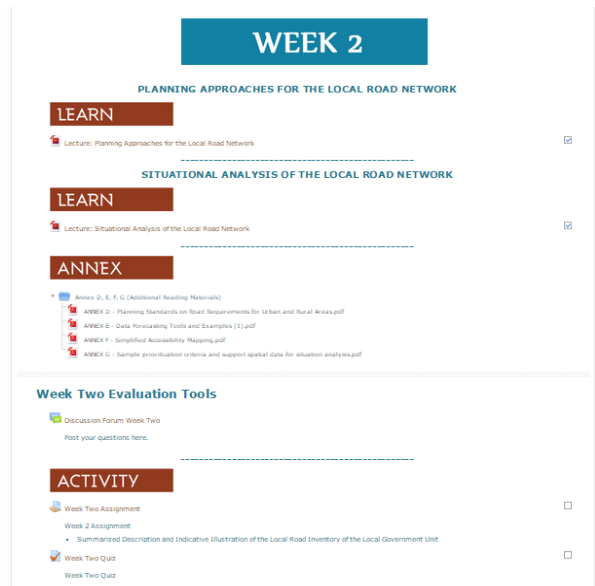 WEEK 2
PLANNING APPROACHES FOR THE LOCAL ROAD NETWORK
LEARN
Lecture: Planning Approaches for the Local Road Network
SITUATIONAL ANALYSIS OF THE LOCAL ROAD NETWORK
LEARN
Lecture: Situational Analysis of the Local Road Network
ANNEX
Annex D, E, F, G (Additional Reading Materials)
ANNEX D - Planning Standards on Road Requirements for Urban and Rural Areas.pdf
ANNEX E - Data Forecasting Tools and Examples (1).pdf
ANNEX F - Simplified Accessibility Mapping.pdf
ANNEX G - Sample prioritization criteria and support spatial data for situation analysis.pdf
Week Two Evaluation Tools
Discussion Forum Week Two
Post your questions here.
ACTIVITY
Week Two Assignment
Week 2 Assignment
• Summarized Description and Indicative Illustration of the Local Road Inventory of the Local Government Unit
Week Two Quiz
Week Two Quiz